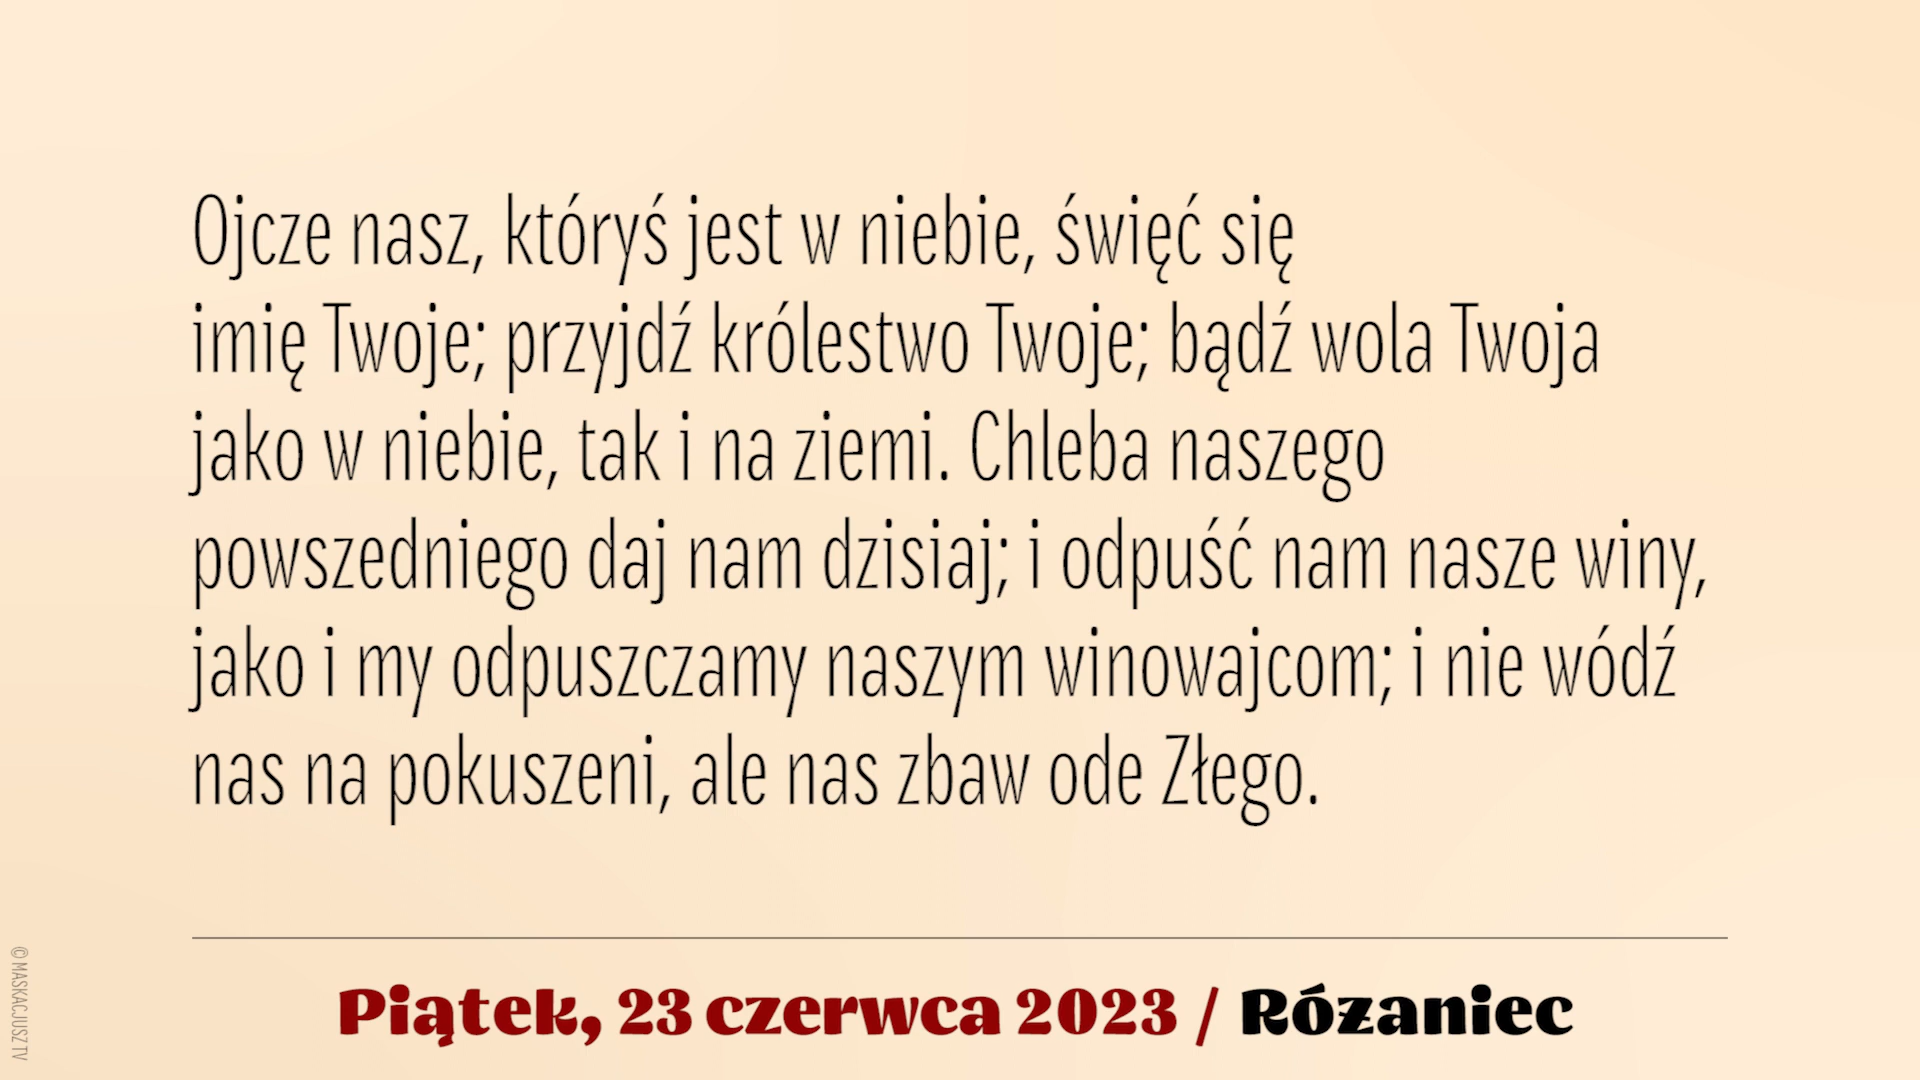 Ojcze nasz, któryś jest w niebie, święć się
imię Twoje; przyjdź królestwo Twoje; bądź wola Twoja
jako w niebie, tak i na ziemi. Chleba naszego
powszedniego daj nam dzisiaj; i odpuść nam nasze winy,
jako i my odpuszczamy naszym winowajcom; i nie wódź
nas na pokuszeni, ale nas zbaw ode Złego.
Piątek, 23 czerwca 2023 / Różaniec
© MASKACJUSZ TV